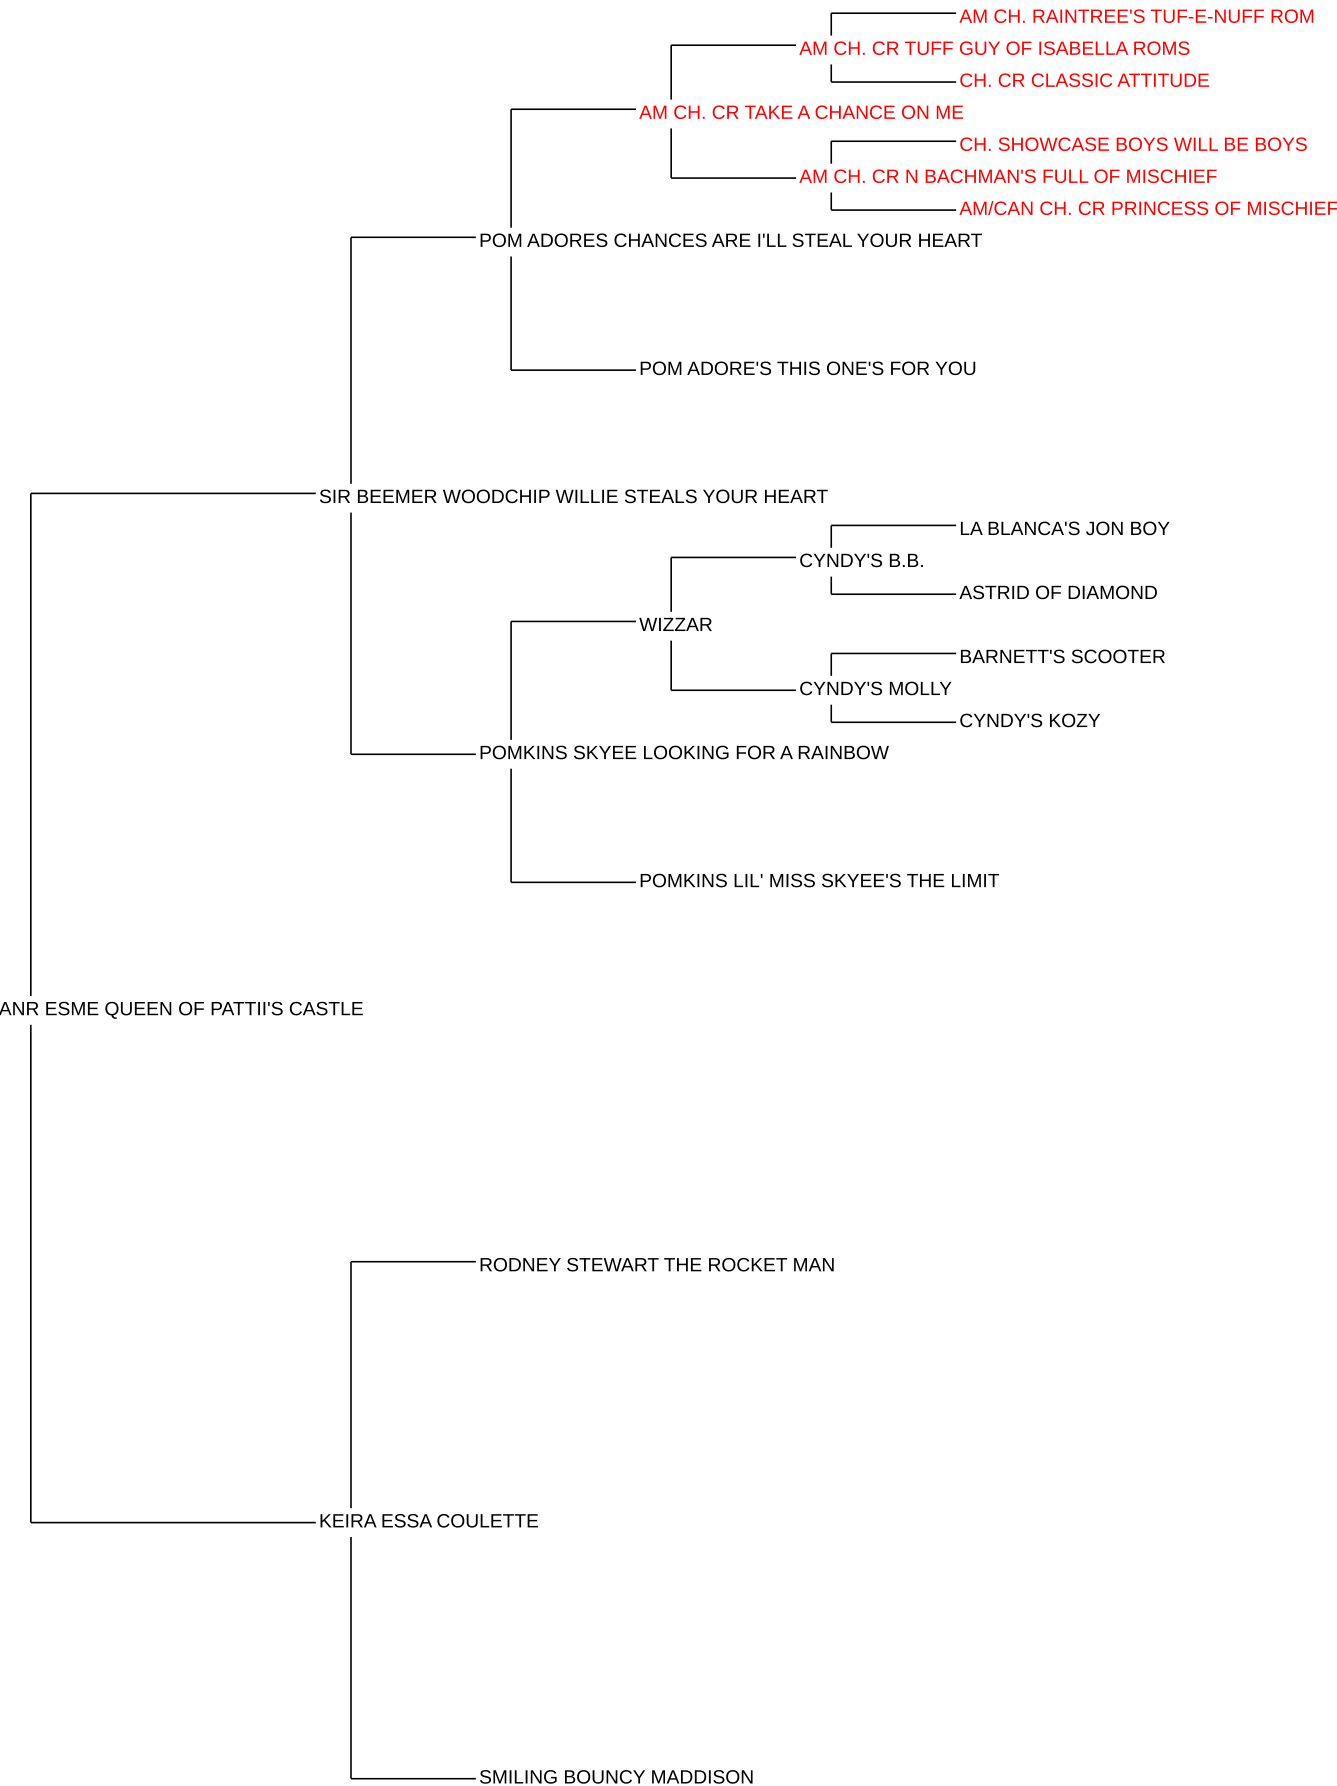 AM CH. RAINTREE'S TUF-E-NUFF ROM
AM CH. CR TUFF GUY OF ISABELLA ROMS
CH. CR CLASSIC ATTITUDE
AM CH. CR TAKE A CHANCE ON ME
CH. SHOWCASE BOYS WILL BE BOYS
AM CH. CR N BACHMAN'S FULL OF MISCHIEF
AM/CAN CH. CR PRINCESS OF MISCHIEF
POM ADORES CHANCES ARE I'LL STEAL YOUR HEART
POM ADORE'S THIS ONE'S FOR YOU
SIR BEEMER WOODCHIP WILLIE STEALS YOUR HEART
LA BLANCA'S JON BOY
CYNDY'S B.B.
ASTRID OF DIAMOND
WIZZAR
BARNETT'S SCOOTER
CYNDY'S MOLLY
CYNDY'S KOZY
POMKINS SKYEE LOOKING FOR A RAINBOW
POMKINS LIL' MISS SKYEE'S THE LIMIT
ANR ESME QUEEN OF PATTII'S CASTLE
RODNEY STEWART THE ROCKET MAN
KEIRA ESSA COULETTE
SMILING BOUNCY MADDISON